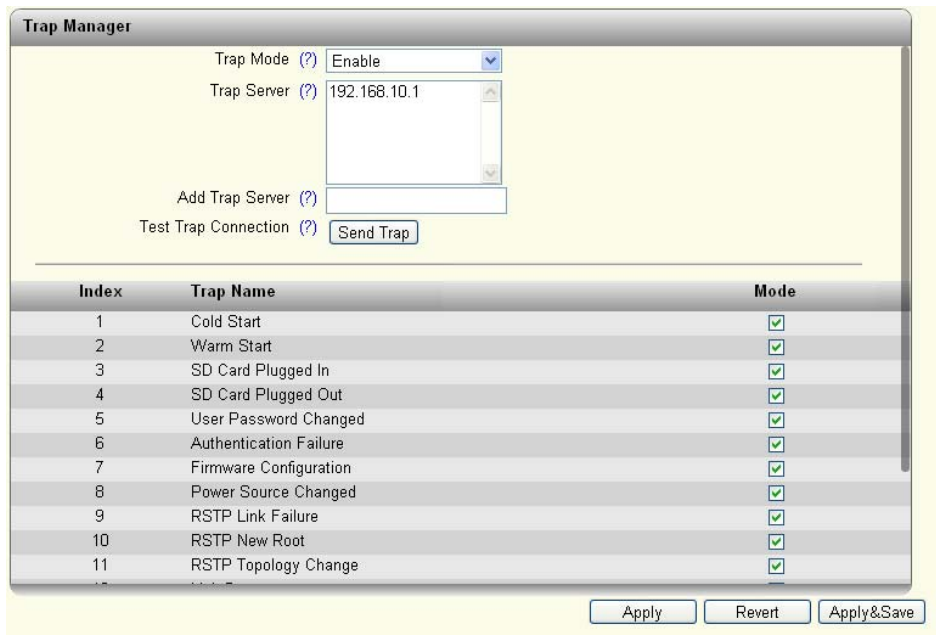 Trap Manager
Trap Mode (?) Enable
Trap Server (?) 192.168.10.1
Add Trap Server (?)
Test Trap Connection (?) Send Trap
Index Trap Name Mode
1 Cold Start
2 Warm Start
3 SD Card Plugged In
4 SD Card Plugged Out
5 User Password Changed
6 Authentication Failure
7 Firmware Configuration
8 Power Source Changed
9 RSTP Link Failure
10 RSTP New Root
11 RSTP Topology Change
Apply Revert Apply&Save